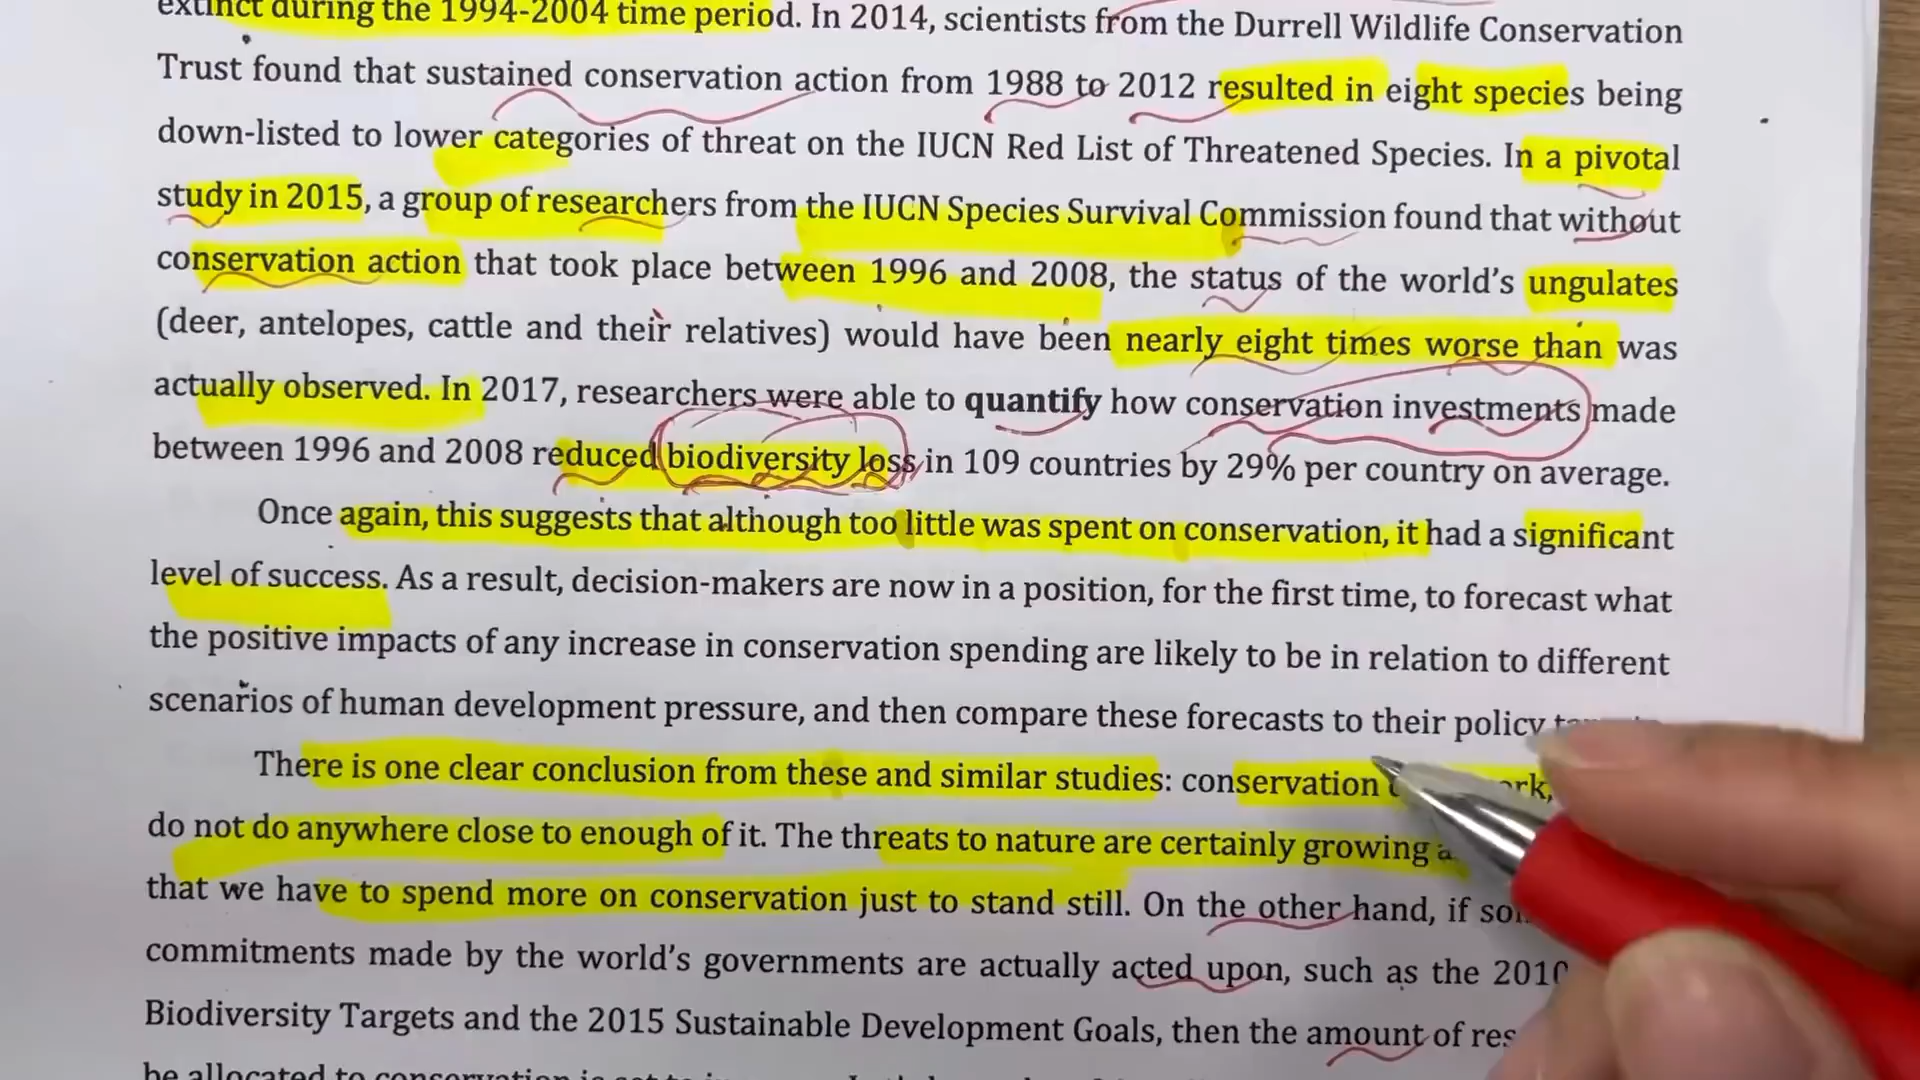 extinct during the 1994-2004 time period. In 2014, scientists from the Durrell Wildlife Conservation
Trust found that sustained conservation action from 1988 to 2012 resulted in eight species being
down-listed to lower categories of threat on the IUCN Red List of Threatened Species. In a pivotal
study in 2015, a group of researchers from the IUCN Species Survival Commission found that without
conservation action that took place between 1996 and 2008, the status of the world's ungulates
(deer, antelopes, cattle and their relatives) would have been nearly eight times worse than was
actually observed. In 2017, researchers were able to quantify how conservation investments made
between 1996 and 2008 reduced biodiversity loss in 109 countries by 29% per country on average.
Once again, this suggests that although too little was spent on conservation, it had a significant
level of success. As a result, decision-makers are now in a position, for the first time, to forecast what
the positive impacts of any increase in conservation spending are likely to be in relation to different
scenarios of human development pressure, and then compare these forecasts to their policy
There is one clear conclusion from these and similar studies: conservation
do not do anywhere close to enough of it. The threats to nature are certainly growing
that we have to spend more on conservation just to stand still. On the other hand, if
commitments made by the world's governments are actually acted upon, such as the 2010
Biodiversity Targets and the 2015 Sustainable Development Goals, then the amount of
be allocated to conservation is set to